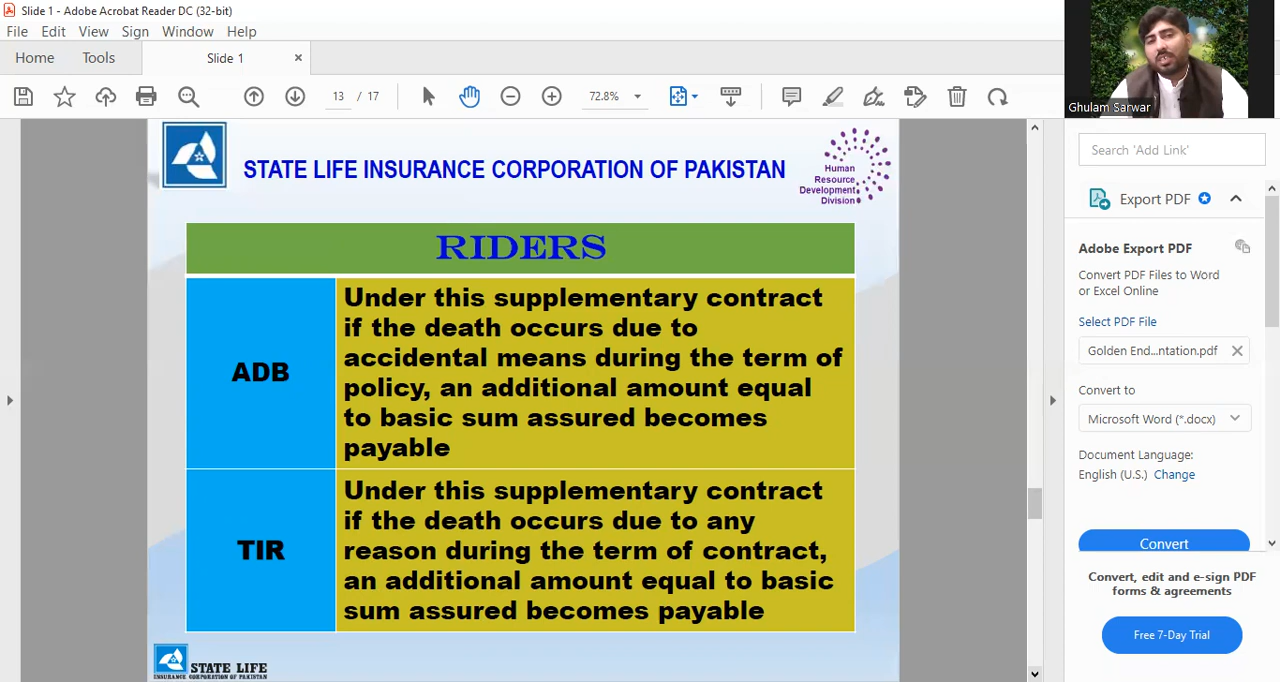 Slide 1 - Adobe Acrobat Reader DC (32-bit)
File Edit View Sign Window Help
Home Tools Slide 1 ×
13 / 17 72.8%
Ghulam Sarwar
STATE LIFE INSURANCE CORPORATION OF PAKISTAN
Human
Resource
Development
Division
RIDERS
ADB
Under this supplementary contract
if the death occurs due to
accidental means during the term of
policy, an additional amount equal
to basic sum assured becomes
payable
TIR
Under this supplementary contract
if the death occurs due to any
reason during the term of contract,
an additional amount equal to basic
sum assured becomes payable
STATE LIFE
INSURANCE CORPORATION OF PAKISTAN
Search 'Add Link'
Export PDF
Adobe Export PDF
Convert PDF Files to Word
or Excel Online
Select PDF File
Golden End...ntation.pdf
Convert to
Microsoft Word (*.docx)
Document Language:
English (U.S.) Change
Convert
Convert, edit and e-sign PDF
forms & agreements
Free 7-Day Trial